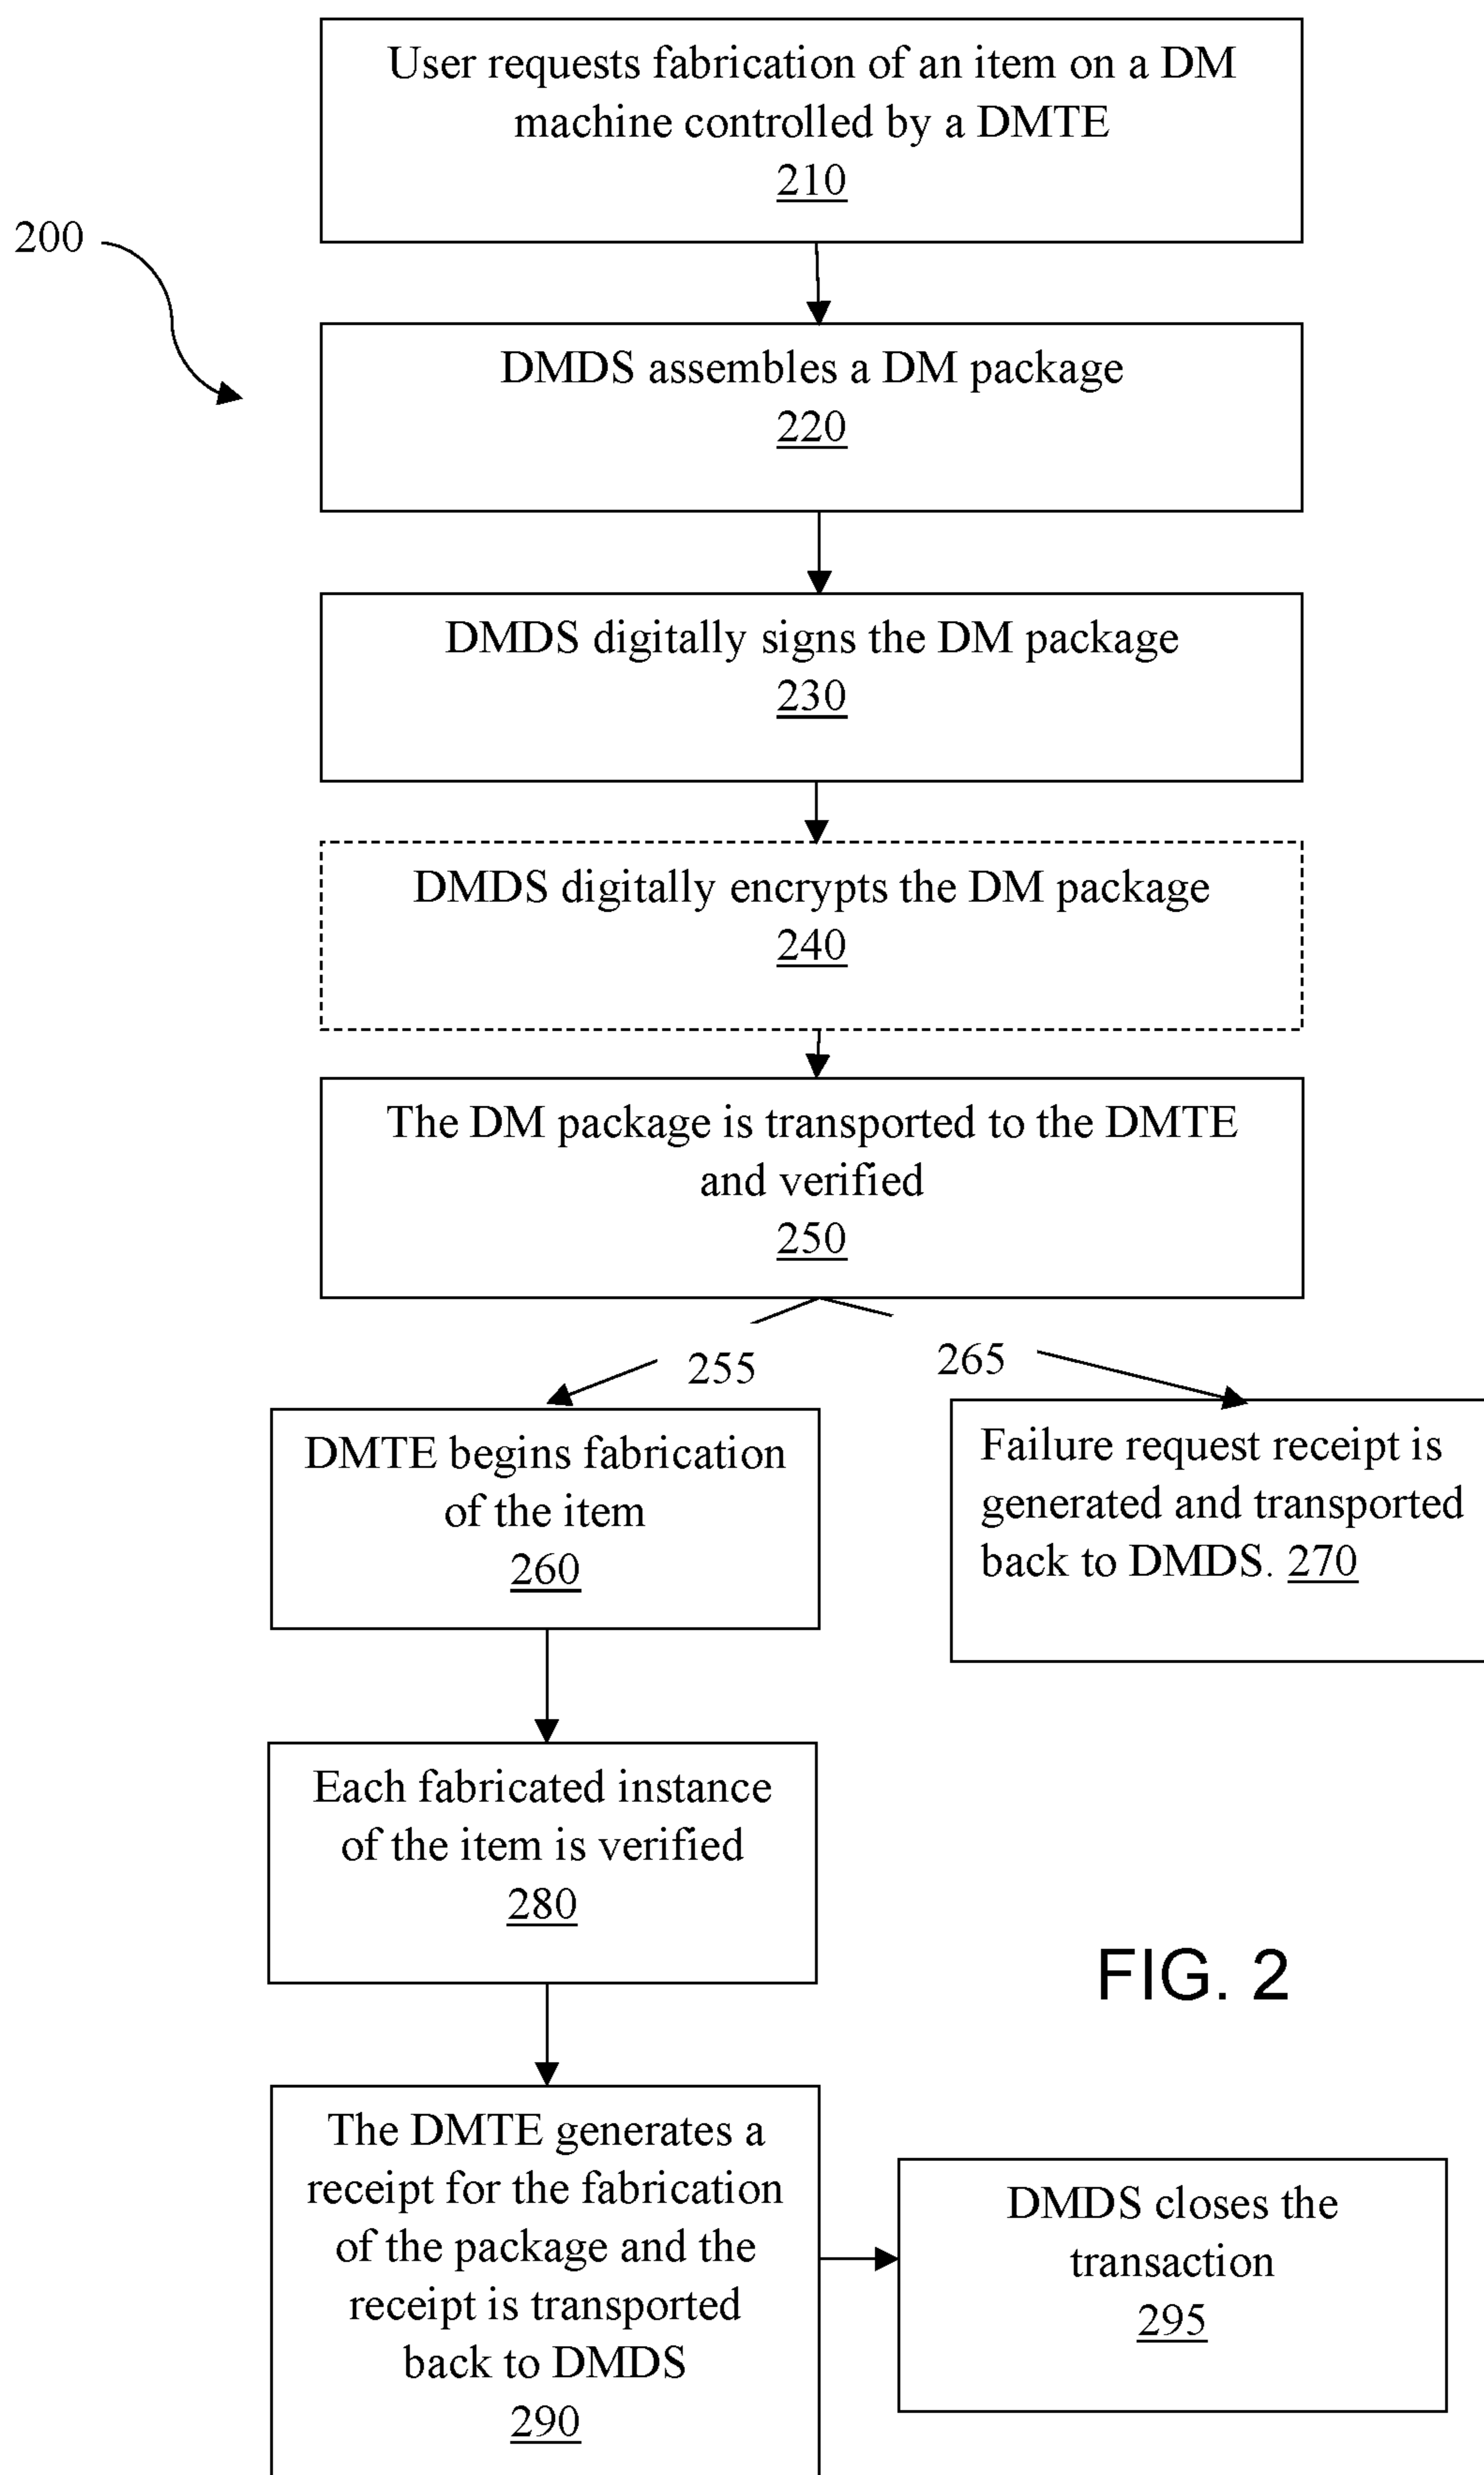 User requests fabrication of an item on a DM
machine controlled by a DMTE
210
200
DMDS assembles a DM package
220
DMDS digitally signs the DM package
230
DMDS digitally encrypts the DM package
240
The DM package is transported to the DMTE
and verified
250
255
265
DMTE begins fabrication
of the item
260
Failure request receipt is
generated and transported
back to DMDS. 270
Each fabricated instance
of the item is verified
280
FIG. 2
The DMTE generates a
receipt for the fabrication
of the package and the
receipt is transported
back to DMDS
290
DMDS closes the
transaction
295